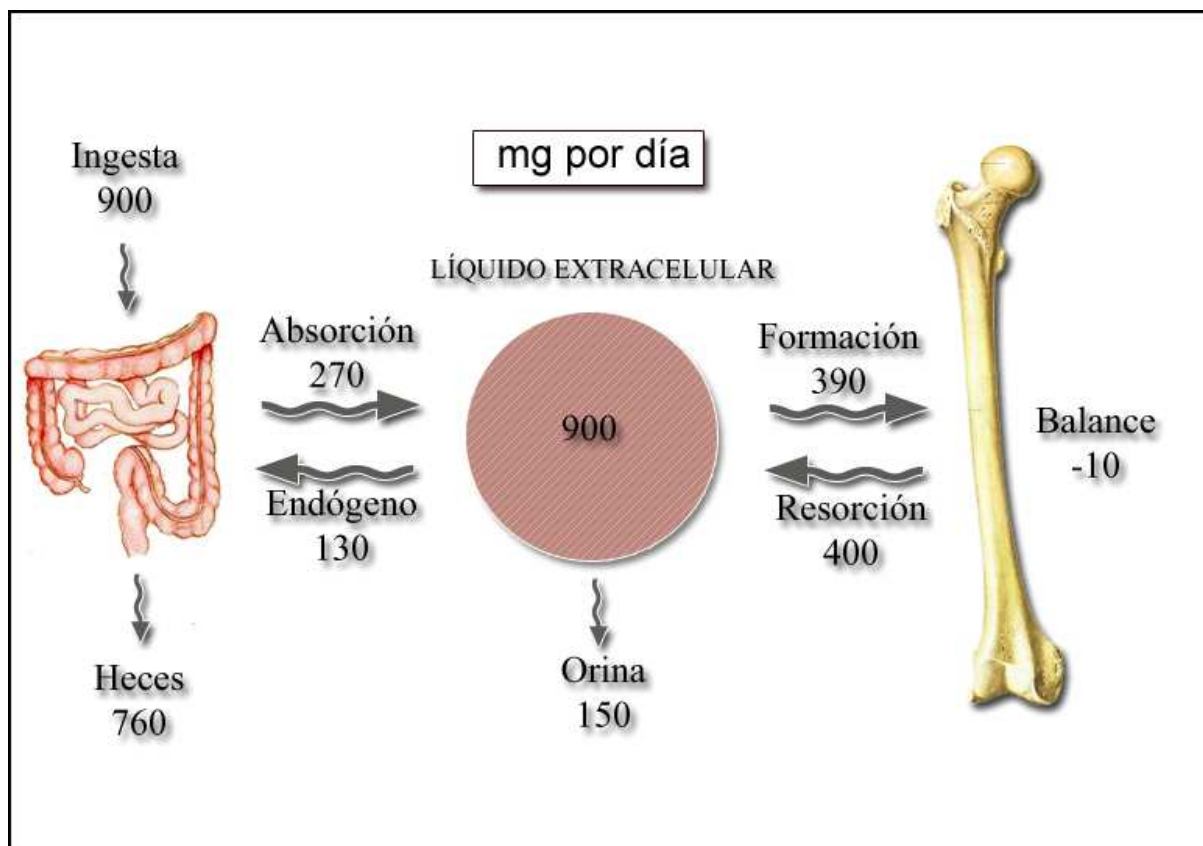 mg por día
Ingesta
900
LÍQUIDO EXTRACELULAR
Absorción
270
Endógeno
130
Heces
760
900
Orina
150
Formación
390
Resorción
400
Balance
-10